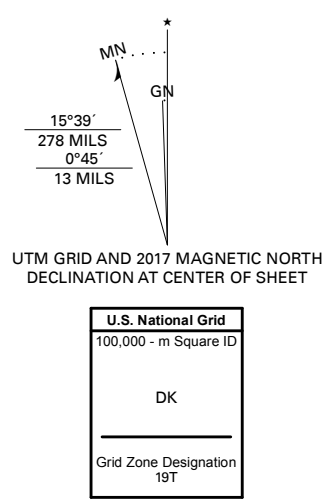 ★
MN
GN
15°39´
278 MILS
0°45´
13 MILS
UTM GRID AND 2017 MAGNETIC NORTH
DECLINATION AT CENTER OF SHEET
U.S. National Grid
100,000 - m Square ID
DK
Grid Zone Designation
19T